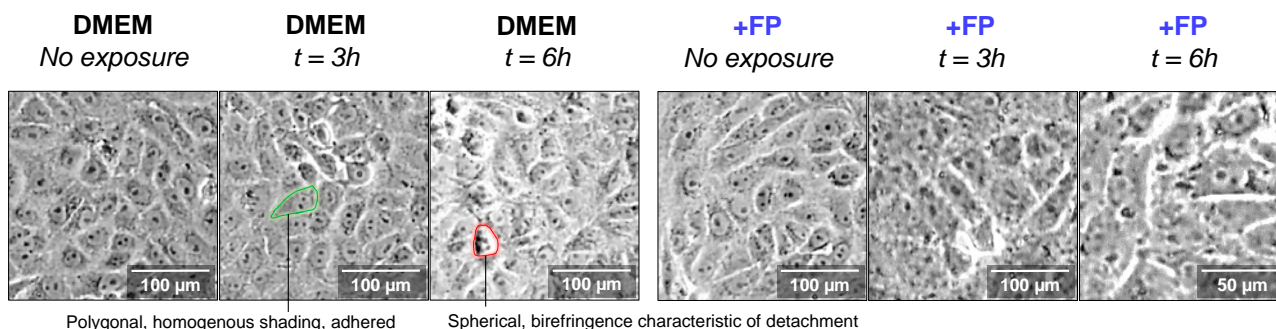 DMEM
No exposure
DMEM
t = 3h
DMEM
t = 6h
+FP
No exposure
+FP
t = 3h
+FP
t = 6h
100 µm
100 µm
100 µm
100 µm
100 µm
50 µm
Polygonal, homogenous shading, adhered
Spherical, birefringence characteristic of detachment